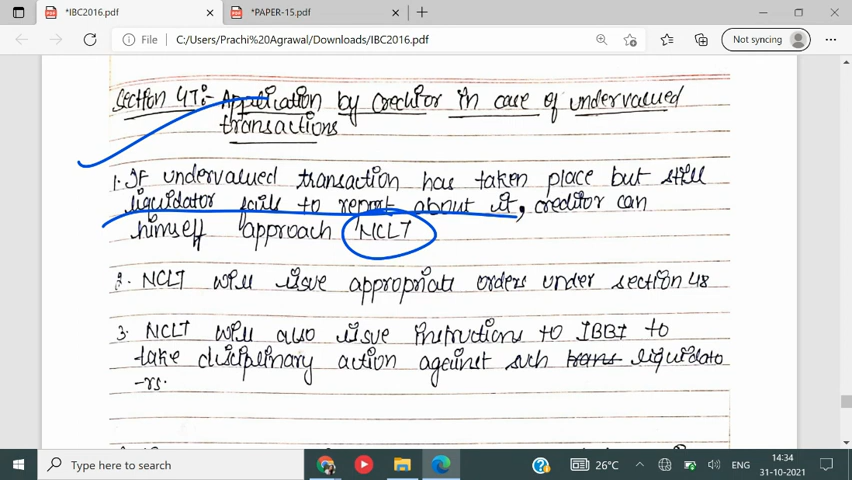 *IBC2016.pdf
*PAPER-15.pdf
File
C:/Users/Prachi%20Agrawal/Downloads/IBC2016.pdf
Not syncing
Section 47:- Application by creditor in case of undervalued
transactions
1. If undervalued transaction has taken place but still
liquidator fails to report about it, creditor can
himself approach NCLT
2. NCLT will issue appropriate orders under section 48
3. NCLT will also issue instructions to IBBI to
take disciplinary action against such trans liquidato
-rs.
Type here to search
26°C
ENG
14:34
31-10-2021